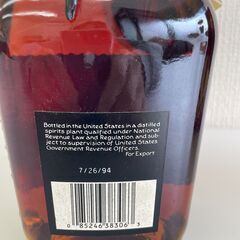 Bottled in the United States in a distilled
spirits plant qualified under National
Revenue Law and Regulation and sub-
ject to supervision of United States
Government Revenue Officers.
For Export
7/26/94
0 85246 38306 3